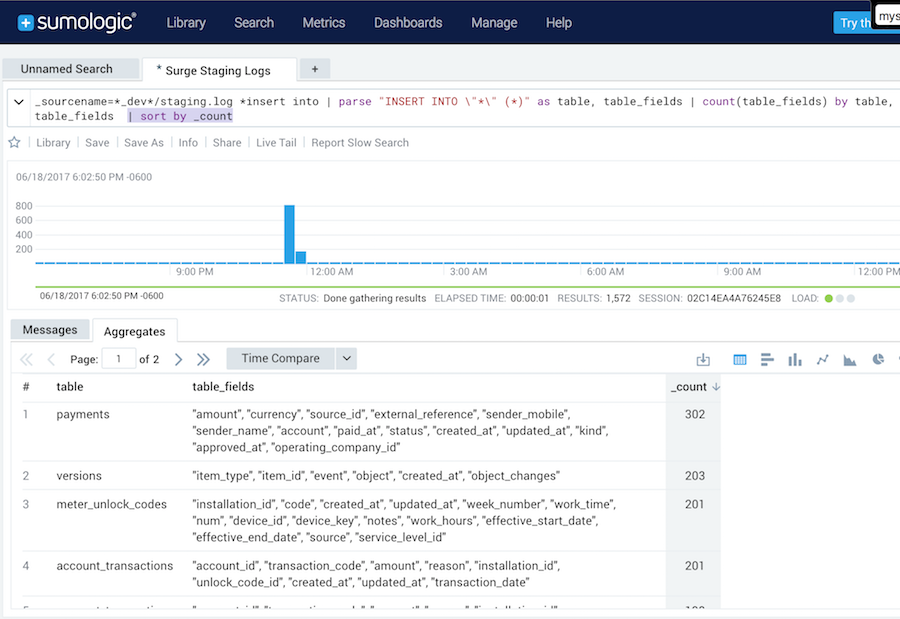 sumologic® Library Search Metrics Dashboards Manage Help Try th mys
Unnamed Search * Surge Staging Logs +
_sourcename=*_dev*/staging.log *insert into | parse "INSERT INTO \"*\" (*)" as table, table_fields | count(table_fields) by table,
table_fields | sort by _count
Library Save Save As Info Share Live Tail Report Slow Search
06/18/2017 6:02:50 PM -0600
800
600
400
200
9:00 PM 12:00 AM 3:00 AM 6:00 AM 9:00 AM 12:00 PM
06/18/2017 6:02:50 PM -0600 STATUS: Done gathering results ELAPSED TIME: 00:00:01 RESULTS: 1,572 SESSION: 02C14EA4A76245E8 LOAD:
Messages Aggregates
Page: 1 of 2 Time Compare
# table table_fields _count
1 payments "amount", "currency", "source_id", "external_reference", "sender_mobile", 302
"sender_name", "account", "paid_at", "status", "created_at", "updated_at", "kind",
"approved_at", "operating_company_id"
2 versions "item_type", "item_id", "event", "object", "created_at", "object_changes" 203
3 meter_unlock_codes "installation_id", "code", "created_at", "updated_at", "week_number", "work_time", 201
"num", "device_id", "device_key", "notes", "work_hours", "effective_start_date",
"effective_end_date", "source", "service_level_id"
4 account_transactions "account_id", "transaction_code", "amount", "reason", "installation_id", 201
"unlock_code_id", "created_at", "updated_at", "transaction_date"